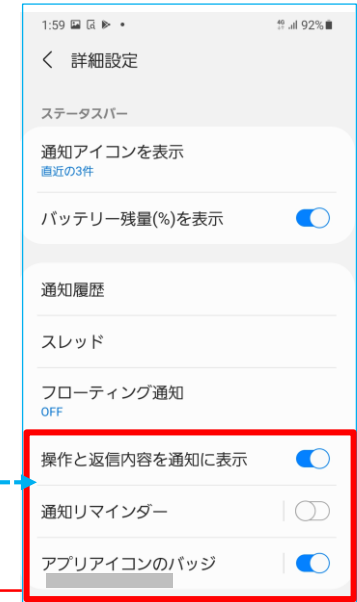 1:59 92%
詳細設定
ステータスバー
通知アイコンを表示
直近の3件
バッテリー残量(%)を表示
通知履歴
スレッド
フローティング通知
OFF
操作と返信内容を通知に表示
通知リマインダー
アプリアイコンのバッジ